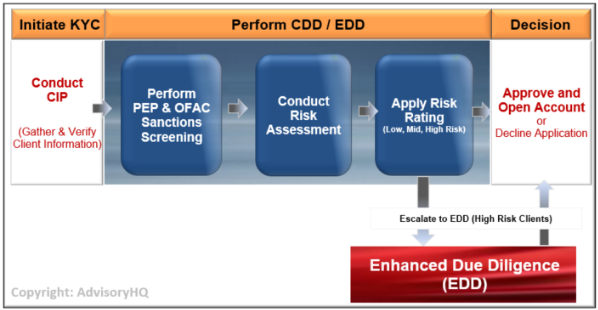 Initiate KYC
Perform CDD / EDD
Decision
Conduct
CIP
(Gather & Verify
Client Information)
Perform
PEP & OFAC
Sanctions
Screening
Conduct
Risk
Assessment
Apply Risk
Rating
(Low, Mid, High Risk)
Approve and
Open Account
or
Decline Application
Escalate to EDD (High Risk Clients)
Enhanced Due Diligence
(EDD)
Copyright: AdvisoryHQ